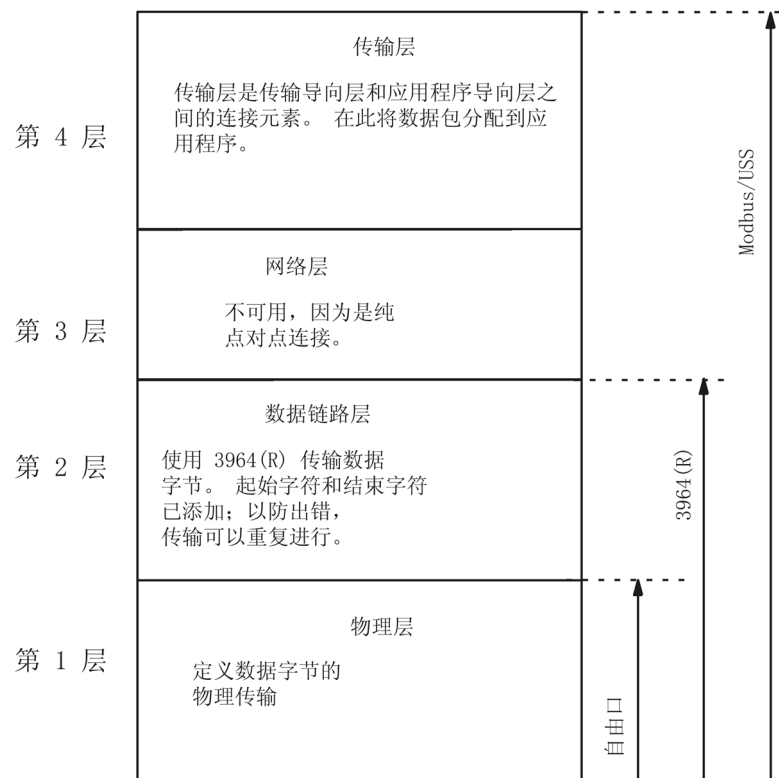 传输层
传输层是传输导向层和应用程序导向层之
间的连接元素。 在此将数据包分配到应
用程序。
第 4 层
Modbus/USS
网络层
不可用，因为是纯
点对点连接。
第 3 层
数据链路层
使用 3964(R) 传输数据
字节。 起始字符和结束字符
已添加；以防出错，
传输可以重复进行。
第 2 层
3964(R)
物理层
定义数据字节的
物理传输
第 1 层
自由口